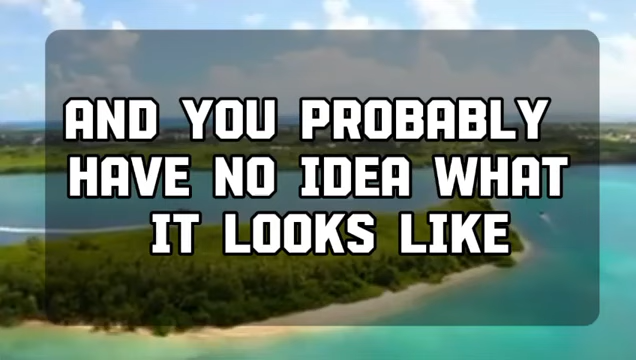 AND YOU PROBABLY
HAVE NO IDEA WHAT
IT LOOKS LIKE